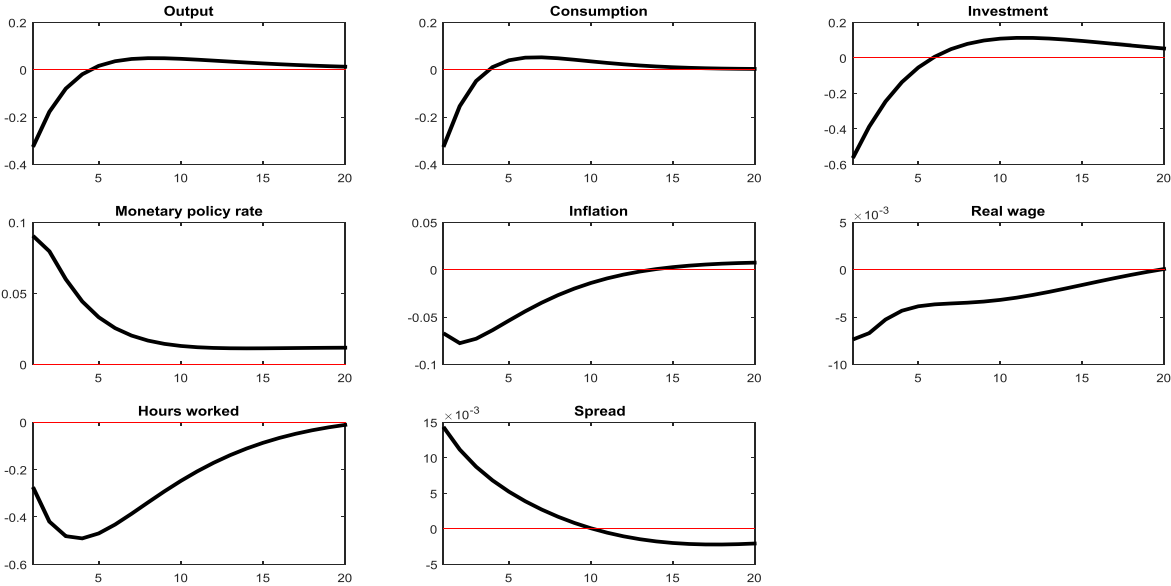 Output
0.2
0
-0.2
-0.4
5 10 15 20
Consumption
0.2
0
-0.2
-0.4
5 10 15 20
Investment
0.2
0
-0.2
-0.4
-0.6
5 10 15 20
Monetary policy rate
0.1
0.05
0
5 10 15 20
Inflation
0.05
0
-0.05
-0.1
5 10 15 20
Real wage
×10⁻³
5
0
-5
-10
5 10 15 20
Hours worked
0
-0.2
-0.4
-0.6
5 10 15 20
Spread
×10⁻³
15
10
5
0
-5
5 10 15 20